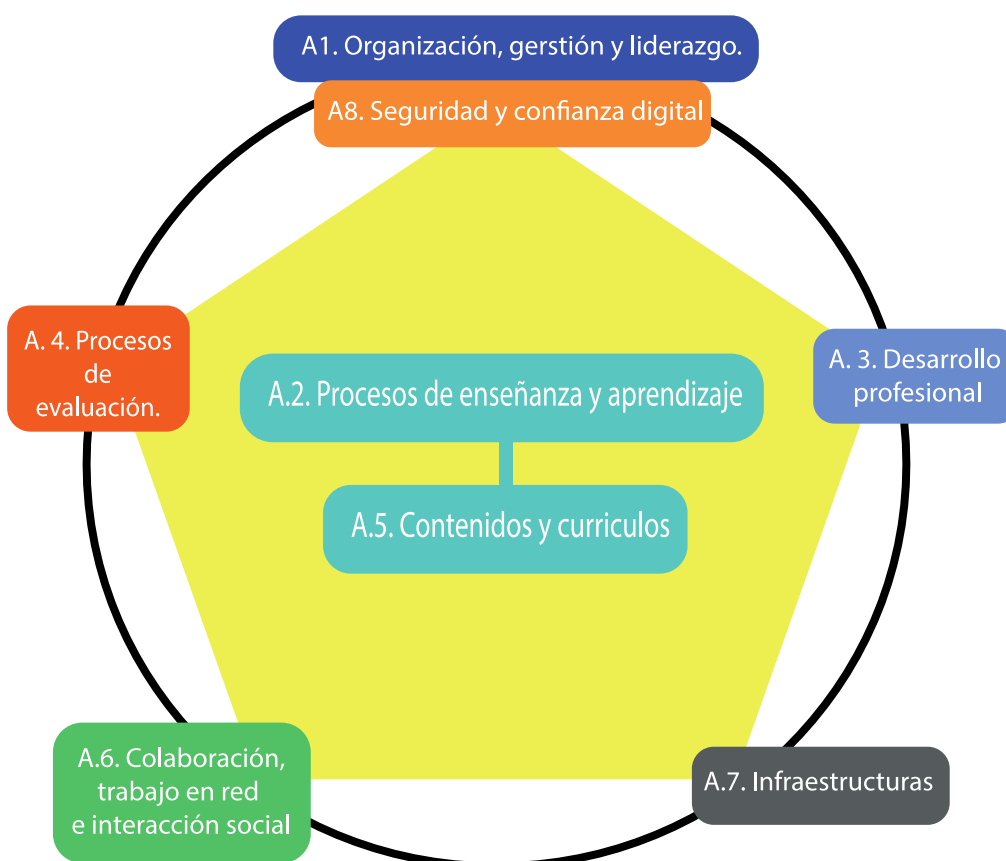 A1. Organización, gerstión y liderazgo.
A8. Seguridad y confianza digital
A. 4. Procesos
de
evaluación.
A. 3. Desarrollo
profesional
A.2. Procesos de enseñanza y aprendizaje
A.5. Contenidos y curriculos
A.6. Colaboración,
trabajo en red
e interacción social
A.7. Infraestructuras